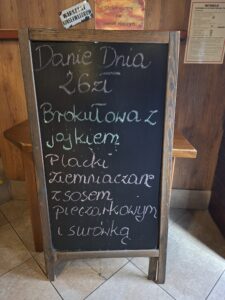 Danie Dnia
26zł
Brokułowa z
jajkiem
Placki
ziemniaczane
z sosem
pieczarkowym
i surówką